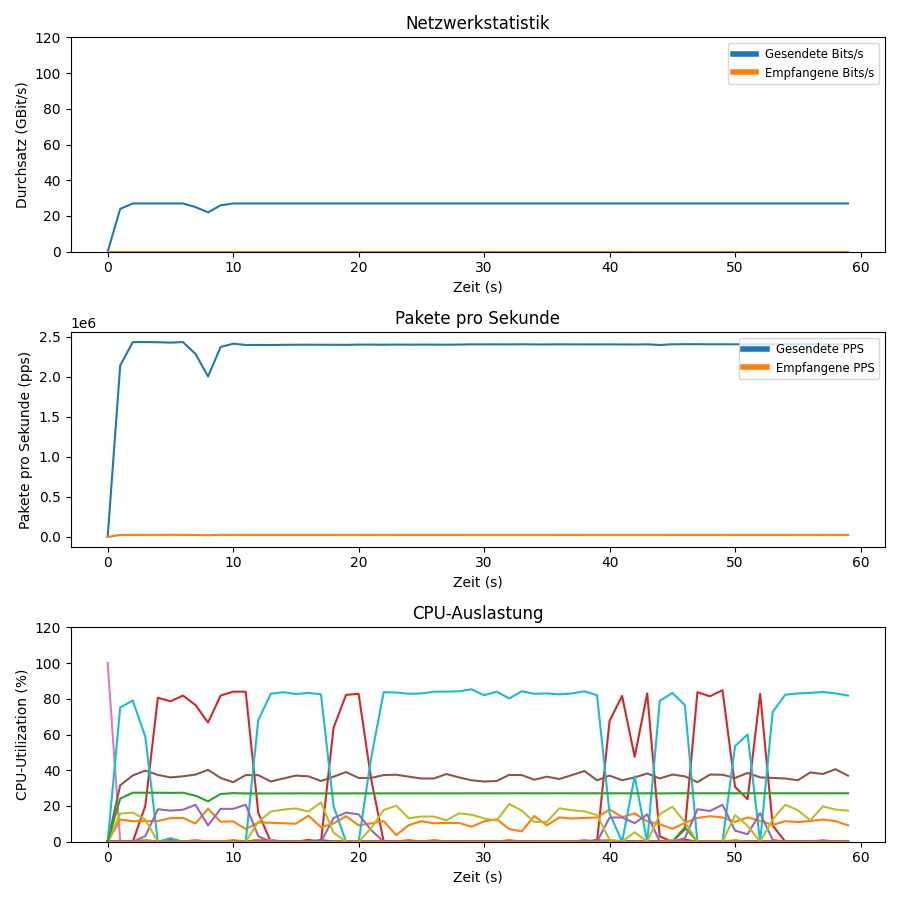 Netzwerkstatistik
120
100
80
60
40
20
0
Durchsatz (GBit/s)
Gesendete Bits/s
Empfangene Bits/s
0 10 20 30 40 50 60
Zeit (s)
Pakete pro Sekunde
1e6
2.5
2.0
1.5
1.0
0.5
0.0
Pakete pro Sekunde (pps)
Gesendete PPS
Empfangene PPS
0 10 20 30 40 50 60
Zeit (s)
CPU-Auslastung
120
100
80
60
40
20
0
CPU-Utilization (%)
0 10 20 30 40 50 60
Zeit (s)